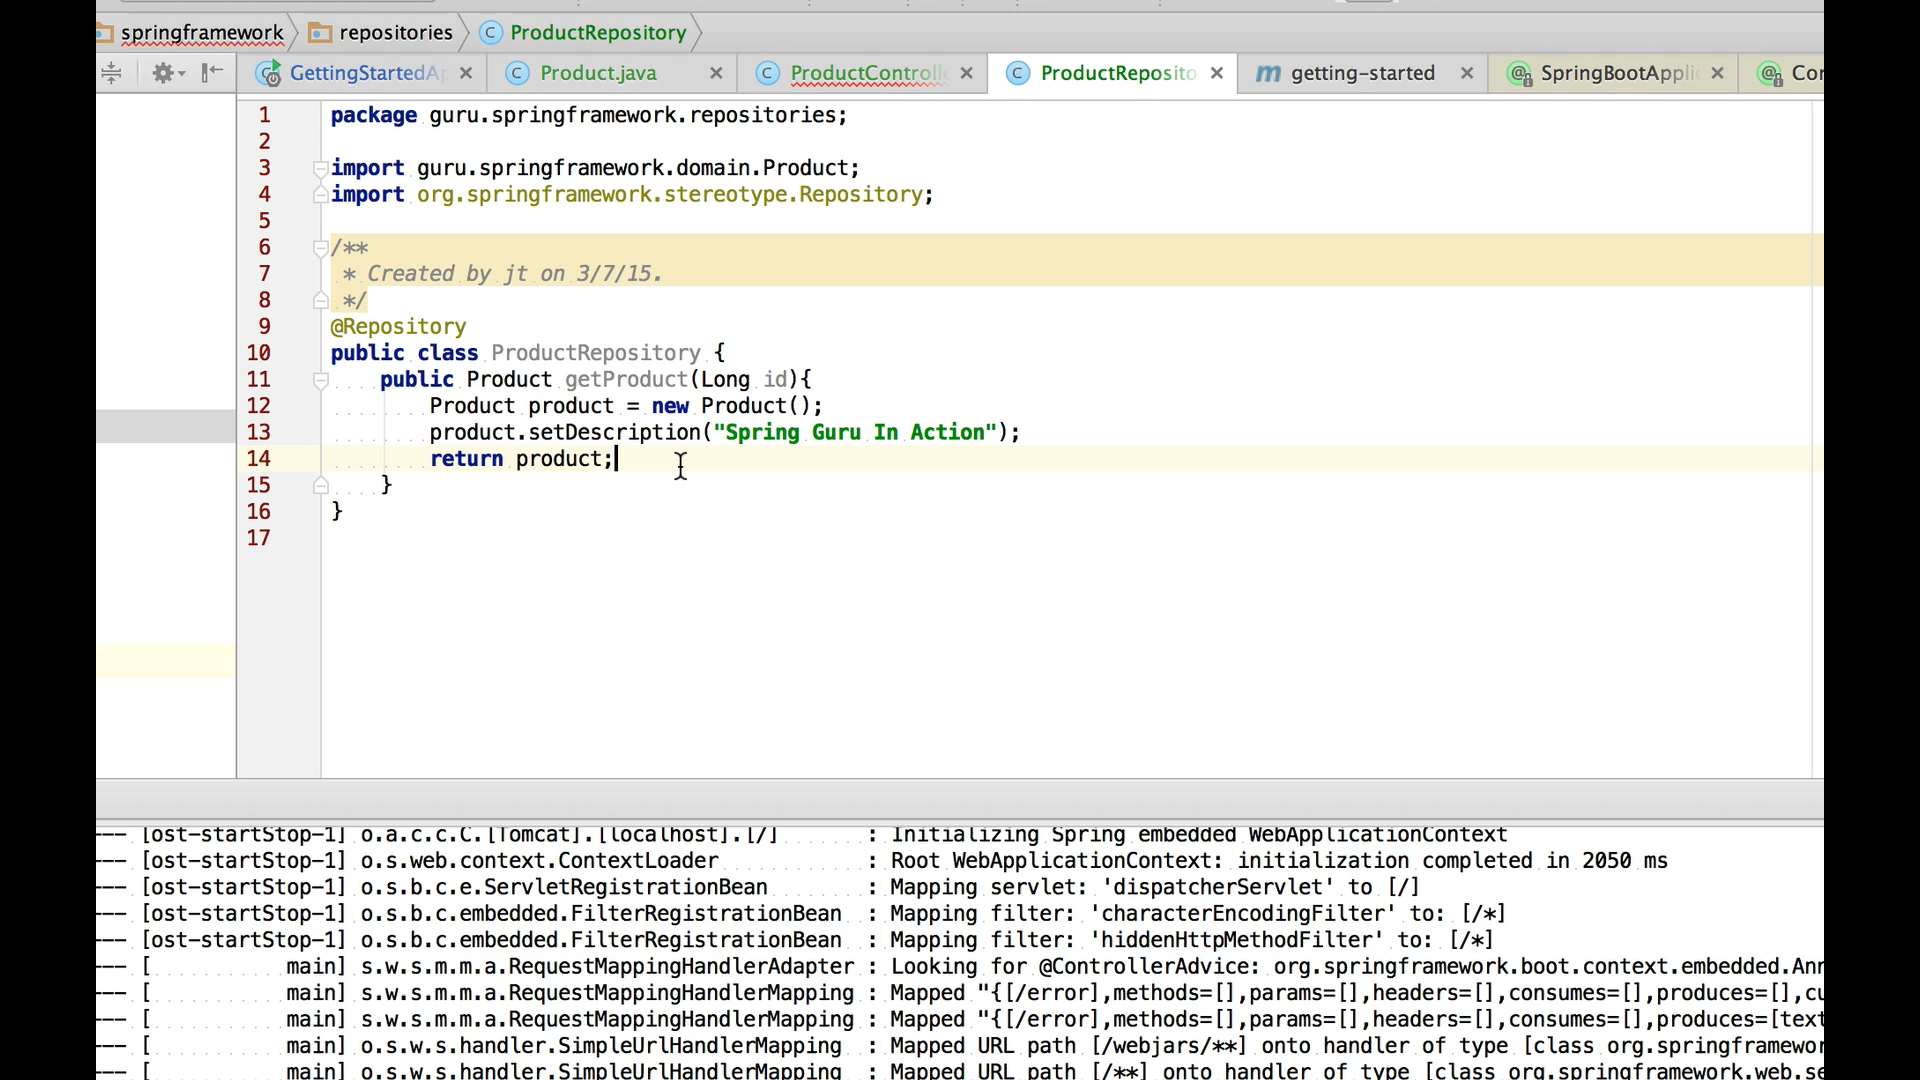 springframework repositories ProductRepository
GettingStartedA Product.java ProductControlle ProductReposito getting-started SpringBootAppli Cor
1 package guru.springframework.repositories;
2
3 import guru.springframework.domain.Product;
4 import org.springframework.stereotype.Repository;
5
6 /**
7 * Created by jt on 3/7/15.
8 */
9 @Repository
10 public class ProductRepository {
11 public Product getProduct(Long id){
12 Product product = new Product();
13 product.setDescription("Spring Guru In Action");
14 return product;
15 }
16 }
17
--- [ost-startStop-1] o.a.c.c.C.[Tomcat].[localhost].[/] : Initializing Spring embedded WebApplicationContext
--- [ost-startStop-1] o.s.web.context.ContextLoader : Root WebApplicationContext: initialization completed in 2050 ms
--- [ost-startStop-1] o.s.b.c.e.ServletRegistrationBean : Mapping servlet: 'dispatcherServlet' to [/]
--- [ost-startStop-1] o.s.b.c.embedded.FilterRegistrationBean : Mapping filter: 'characterEncodingFilter' to: [/*]
--- [ost-startStop-1] o.s.b.c.embedded.FilterRegistrationBean : Mapping filter: 'hiddenHttpMethodFilter' to: [/*]
--- [ main] s.w.s.m.m.a.RequestMappingHandlerAdapter : Looking for @ControllerAdvice: org.springframework.boot.context.embedded.Ann
--- [ main] s.w.s.m.m.a.RequestMappingHandlerMapping : Mapped "{[/error],methods=[],params=[],headers=[],consumes=[],produces=[],cu
--- [ main] s.w.s.m.m.a.RequestMappingHandlerMapping : Mapped "{[/error],methods=[],params=[],headers=[],consumes=[],produces=[text
--- [ main] o.s.w.s.handler.SimpleUrlHandlerMapping : Mapped URL path [/webjars/**] onto handler of type [class org.springframewor
--- [ main] o.s.w.s.handler.SimpleUrlHandlerMapping : Mapped URL path [/**] onto handler of type [class org.springframework.web.se